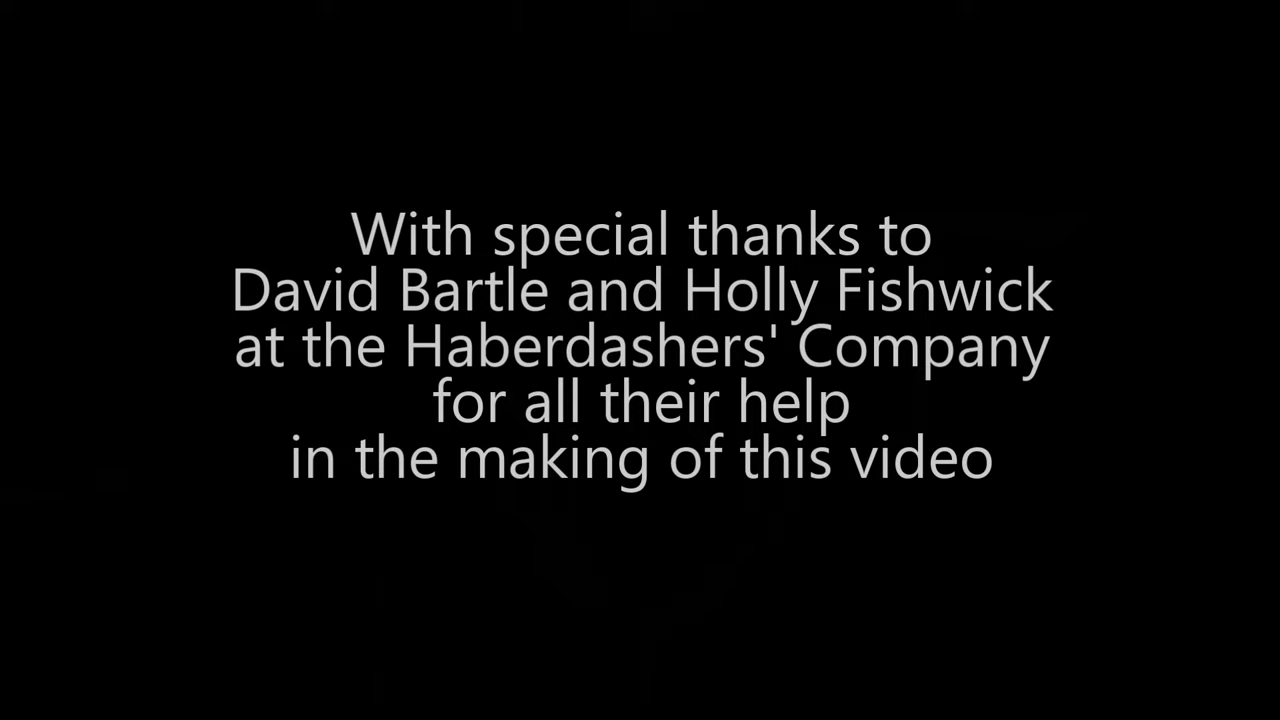 With special thanks to
David Bartle and Holly Fishwick
at the Haberdashers' Company
for all their help
in the making of this video